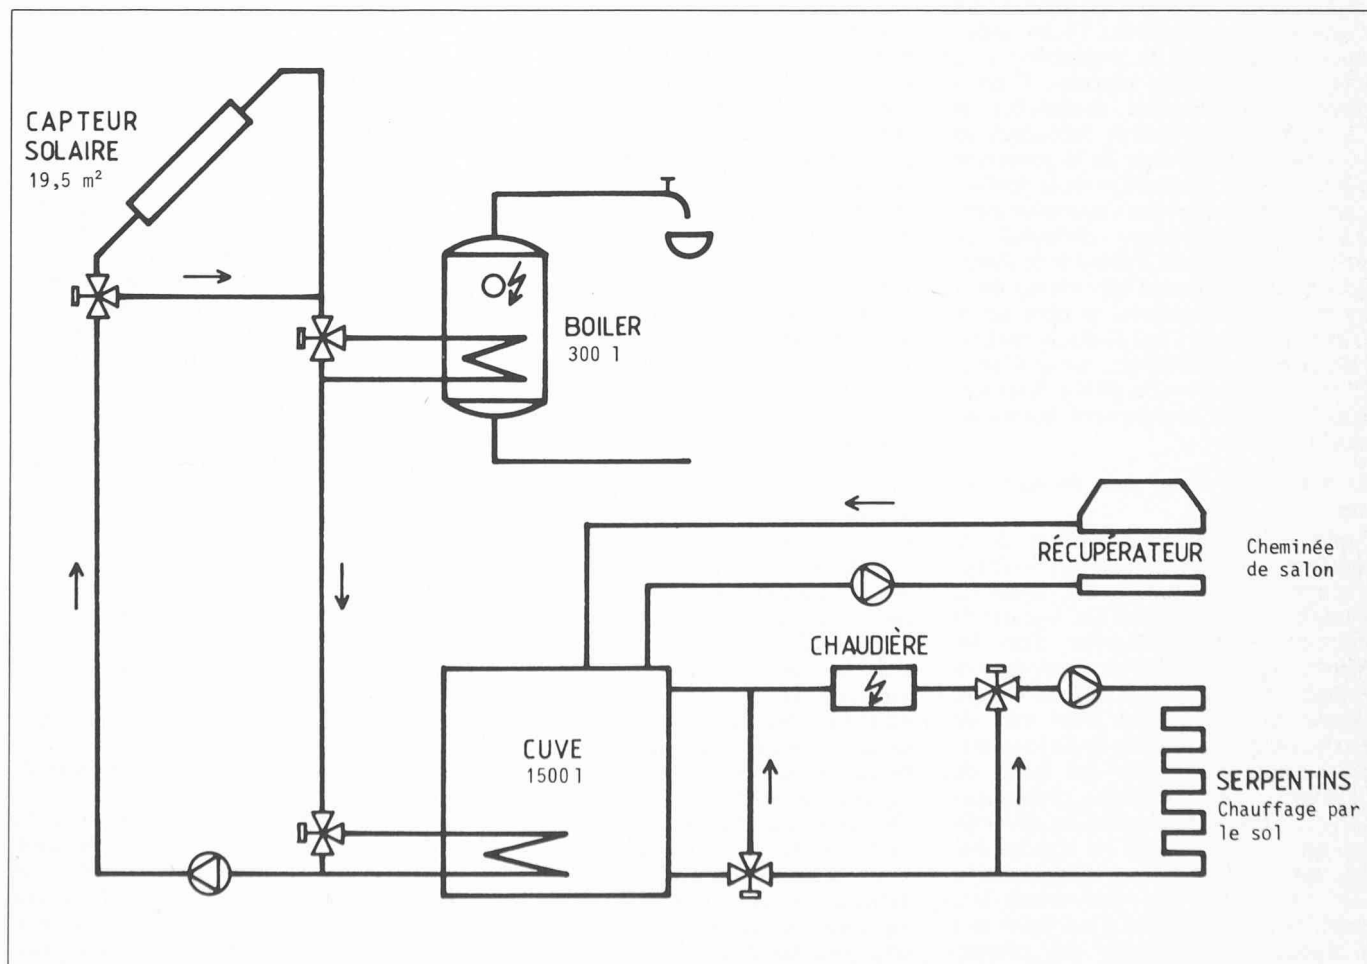 CAPTEUR
SOLAIRE
19,5 m²
BOILER
300 l
RÉCUPÉRATEUR
Cheminée
de salon
CHAUDIÈRE
CUVE
1500 l
SERPENTINS
Chauffage par
le sol